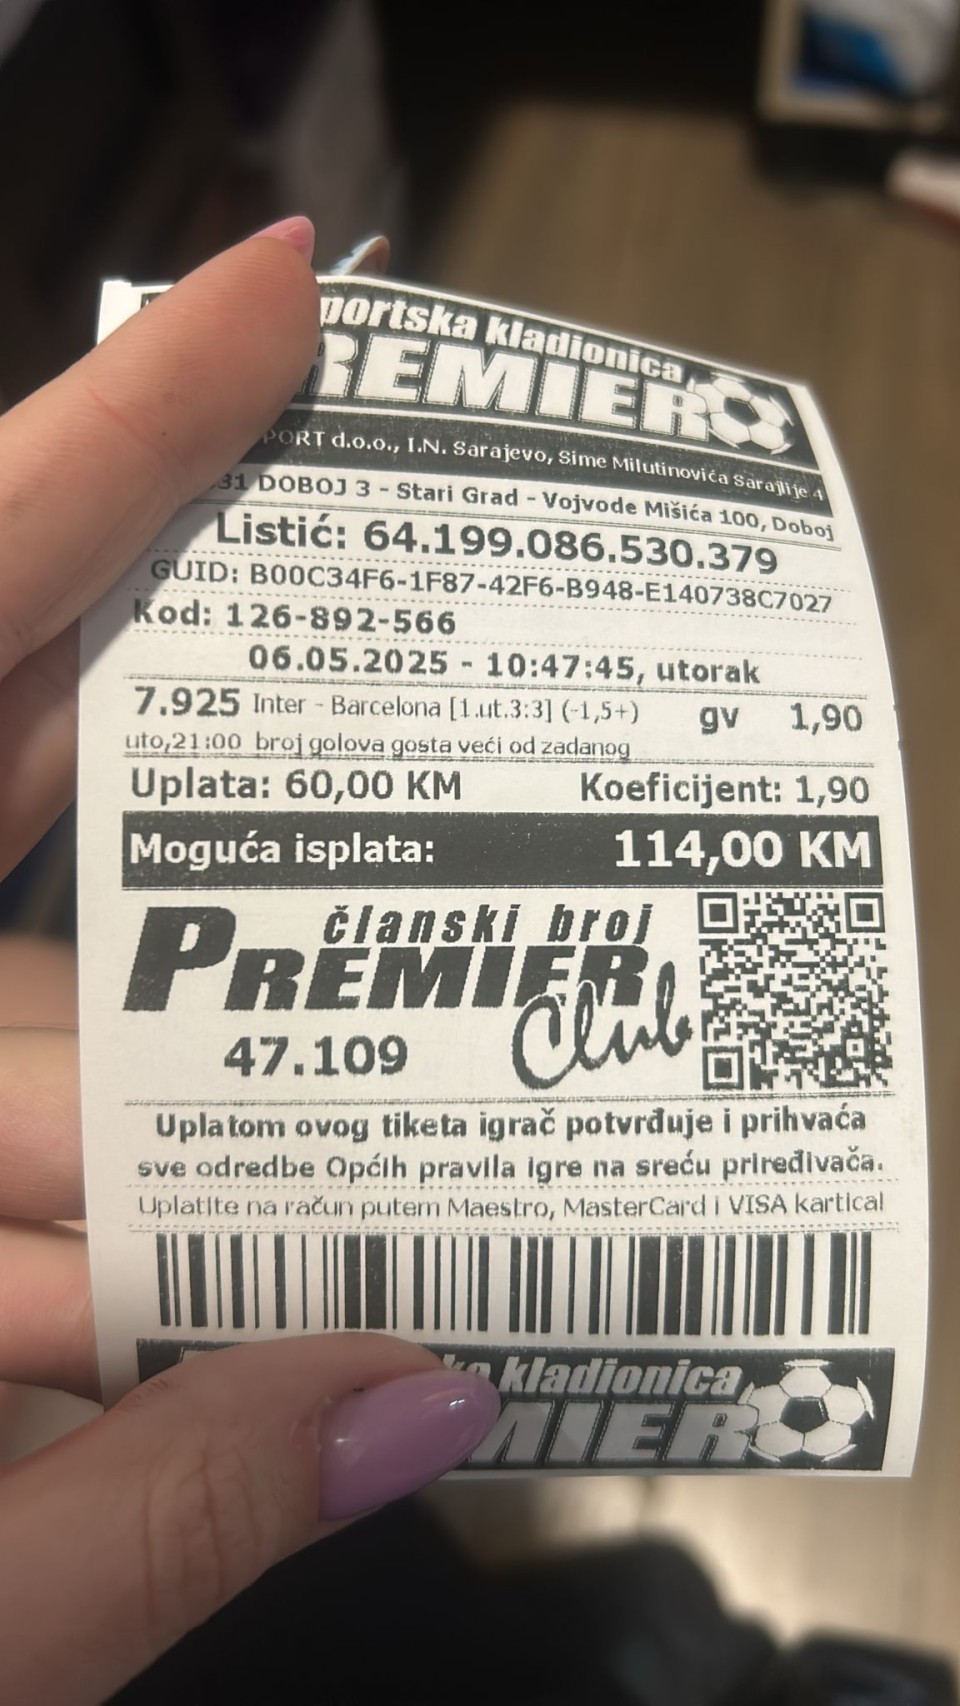 portska kladionica
REMIER
PORT d.o.o., I.N. Sarajevo, Sime Milutinovića Sarajlije 4
31 DOBOJ 3 - Stari Grad - Vojvode Mišića 100, Doboj
Listić: 64.199.086.530.379
GUID: B00C34F6-1F87-42F6-B948-E140738C7027
Kod: 126-892-566
06.05.2025 - 10:47:45, utorak
7.925 Inter - Barcelona [1.ut.3:3] (-1,5+) gv 1,90
uto,21:00 broj golova gosta veći od zadanog
Uplata: 60,00 KM Koeficijent: 1,90
Moguća isplata: 114,00 KM
članski broj
PREMIER
Club
47.109
Uplatom ovog tiketa igrač potvrđuje i prihvaća
sve odredbe Općih pravila igre na sreću priređivača.
Uplatite na račun putem Maestro, MasterCard i VISA kartica!
kladionica
MIER